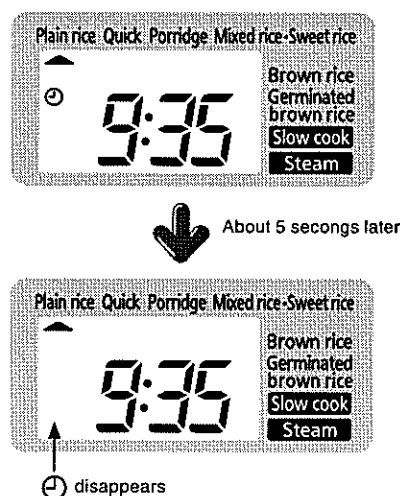 Plain rice Quick Porridge Mixed rice•Sweet rice
Brown rice
Germinated
brown rice
9:35
Slow cook
Steam
About 5 secongs later
Plain rice Quick Porridge Mixed rice•Sweet rice
Brown rice
Germinated
brown rice
9:35
Slow cook
Steam
disappears